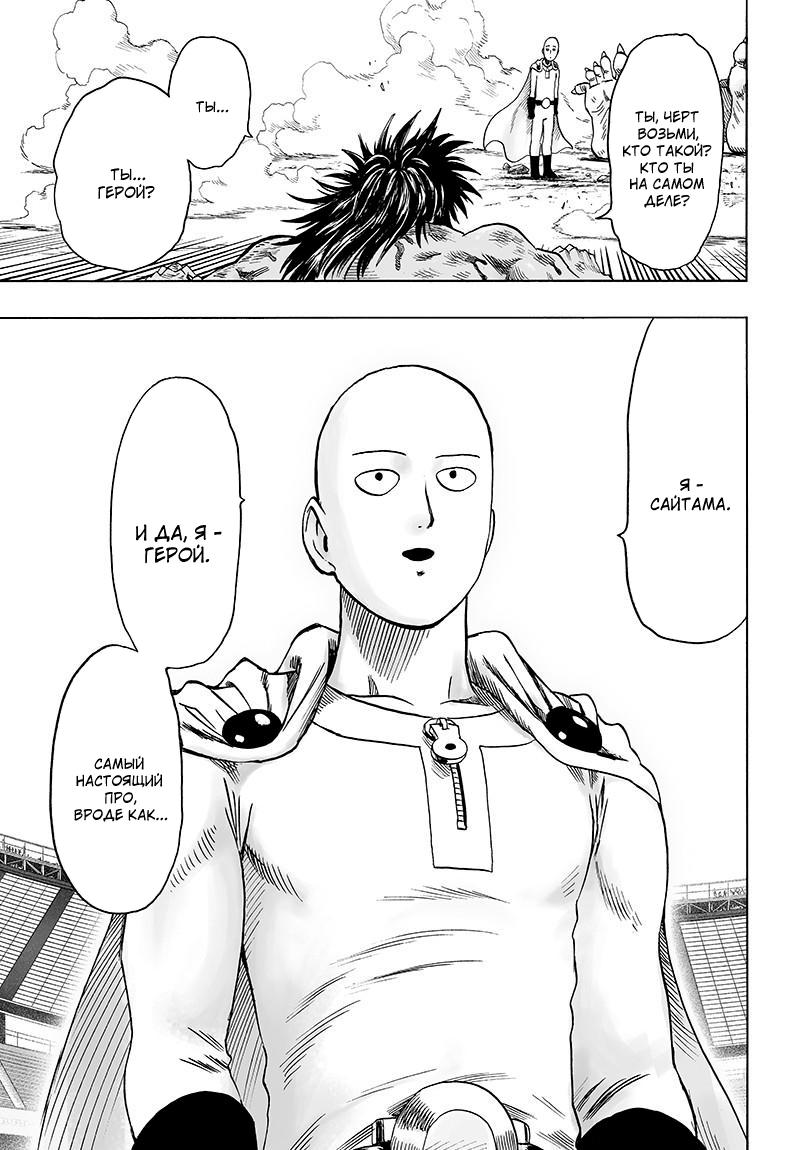 ТЫ, ЧЕРТ
ВОЗЬМИ,
КТО ТАКОЙ?
КТО ТЫ
НА САМОМ
ДЕЛЕ?
ТЫ...
ТЫ...
ГЕРОЙ?
Я -
САЙТАМА.
И ДА, Я -
ГЕРОЙ.
САМЫЙ
НАСТОЯЩИЙ
ПРО,
ВРОДЕ КАК...